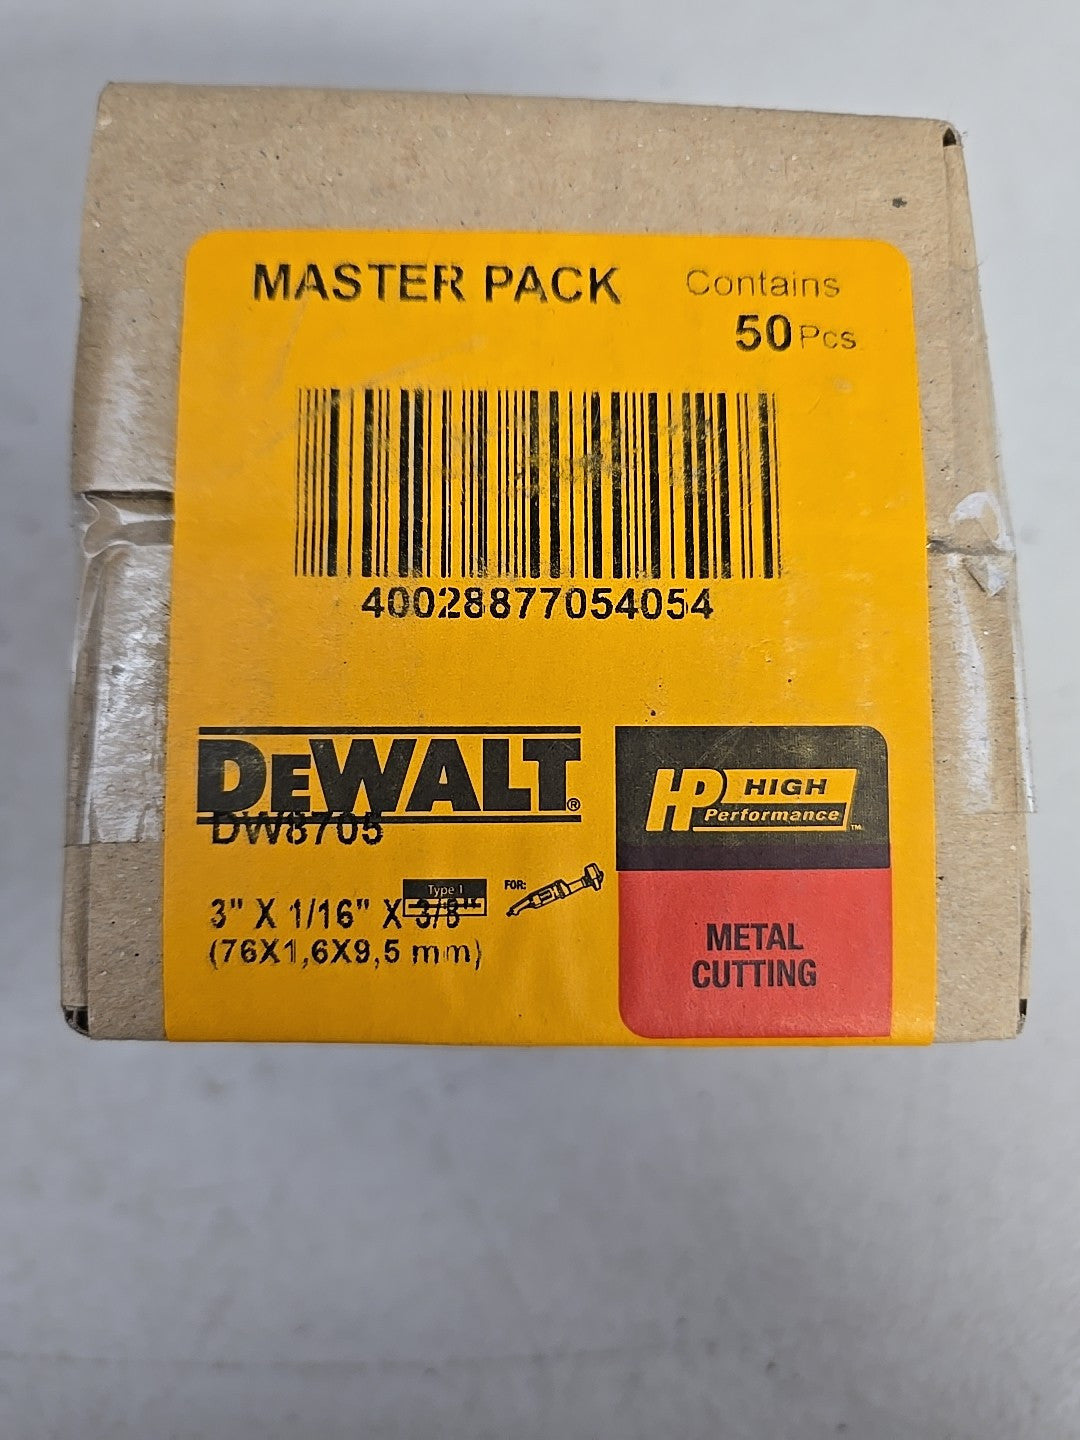 MASTER PACK Contains
50 Pcs
40028877054054
DEWALT®
DW8705
Type 1
3" X 1/16" X 3/8"
(76X1,6X9,5 mm)
FOR:
HP HIGH
Performance™
METAL
CUTTING